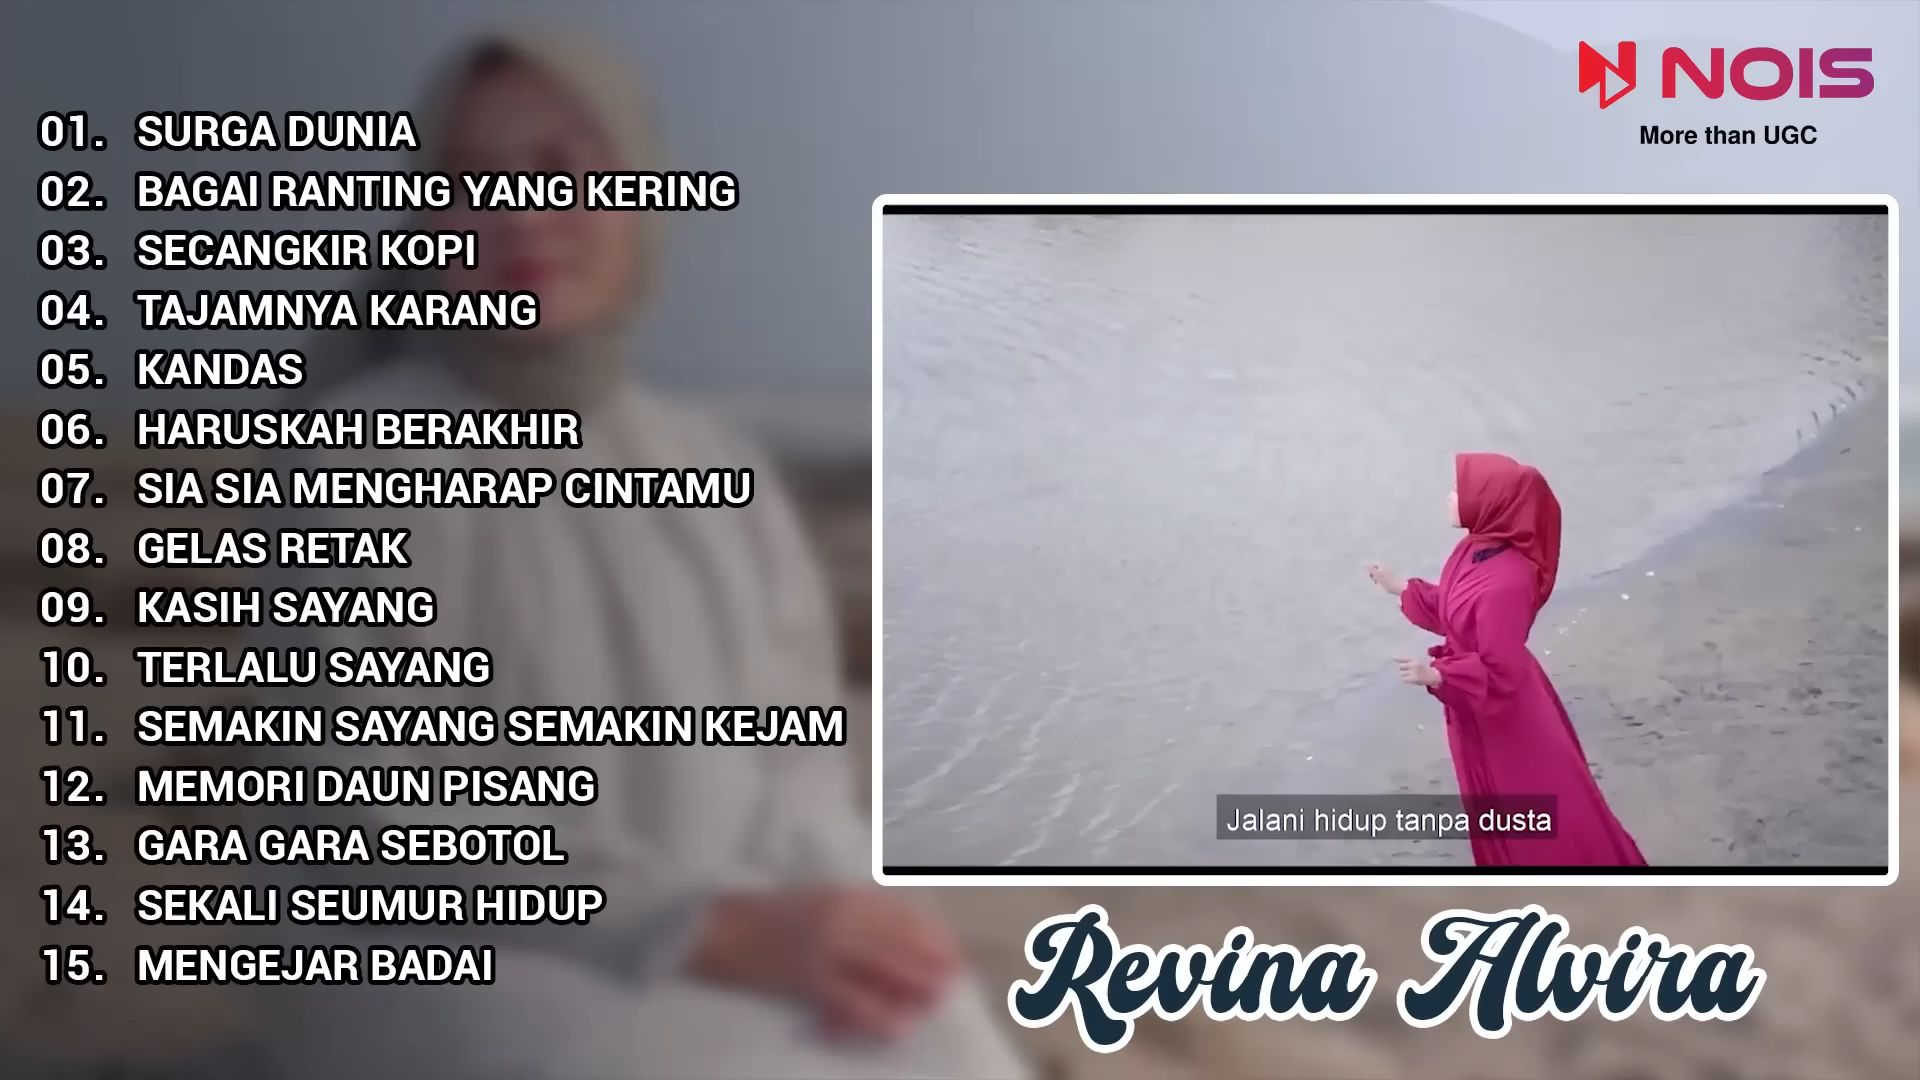 01. SURGA DUNIA
02. BAGAI RANTING YANG KERING
03. SECANGKIR KOPI
04. TAJAMNYA KARANG
05. KANDAS
06. HARUSKAH BERAKHIR
07. SIA SIA MENGHARAP CINTAMU
08. GELAS RETAK
09. KASIH SAYANG
10. TERLALU SAYANG
11. SEMAKIN SAYANG SEMAKIN KEJAM
12. MEMORI DAUN PISANG
13. GARA GARA SEBOTOL
14. SEKALI SEUMUR HIDUP
15. MENGEJAR BADAI
NOIS
More than UGC
Jalani hidup tanpa dusta
Revina Alvira